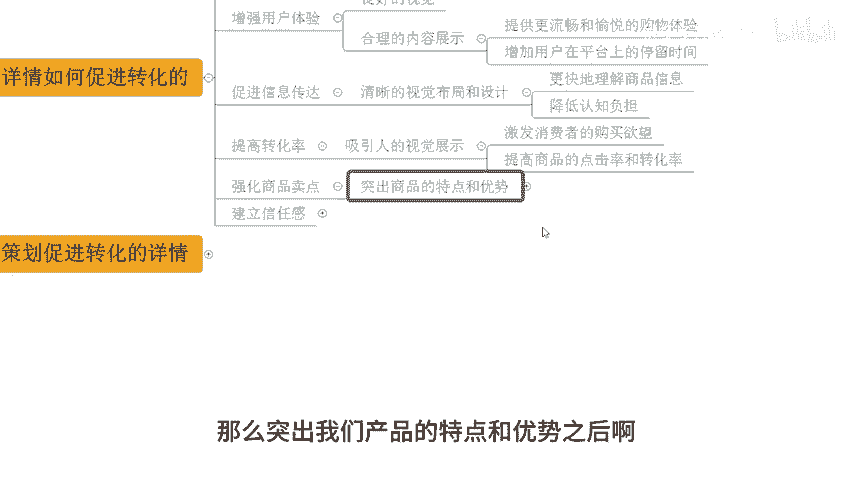 良好的视觉
增强用户体验
合理的内容展示
提供更流畅和愉悦的购物体验
增加用户在平台上的停留时间
详情如何促进转化的
促进信息传达
清晰的视觉布局和设计
更快地理解商品信息
降低认知负担
提高转化率
吸引人的视觉展示
激发消费者的购买欲望
提高商品的点击率和转化率
强化商品卖点
突出商品的特点和优势
建立信任感
策划促进转化的详情
那么突出我们产品的特点和优势之后啊